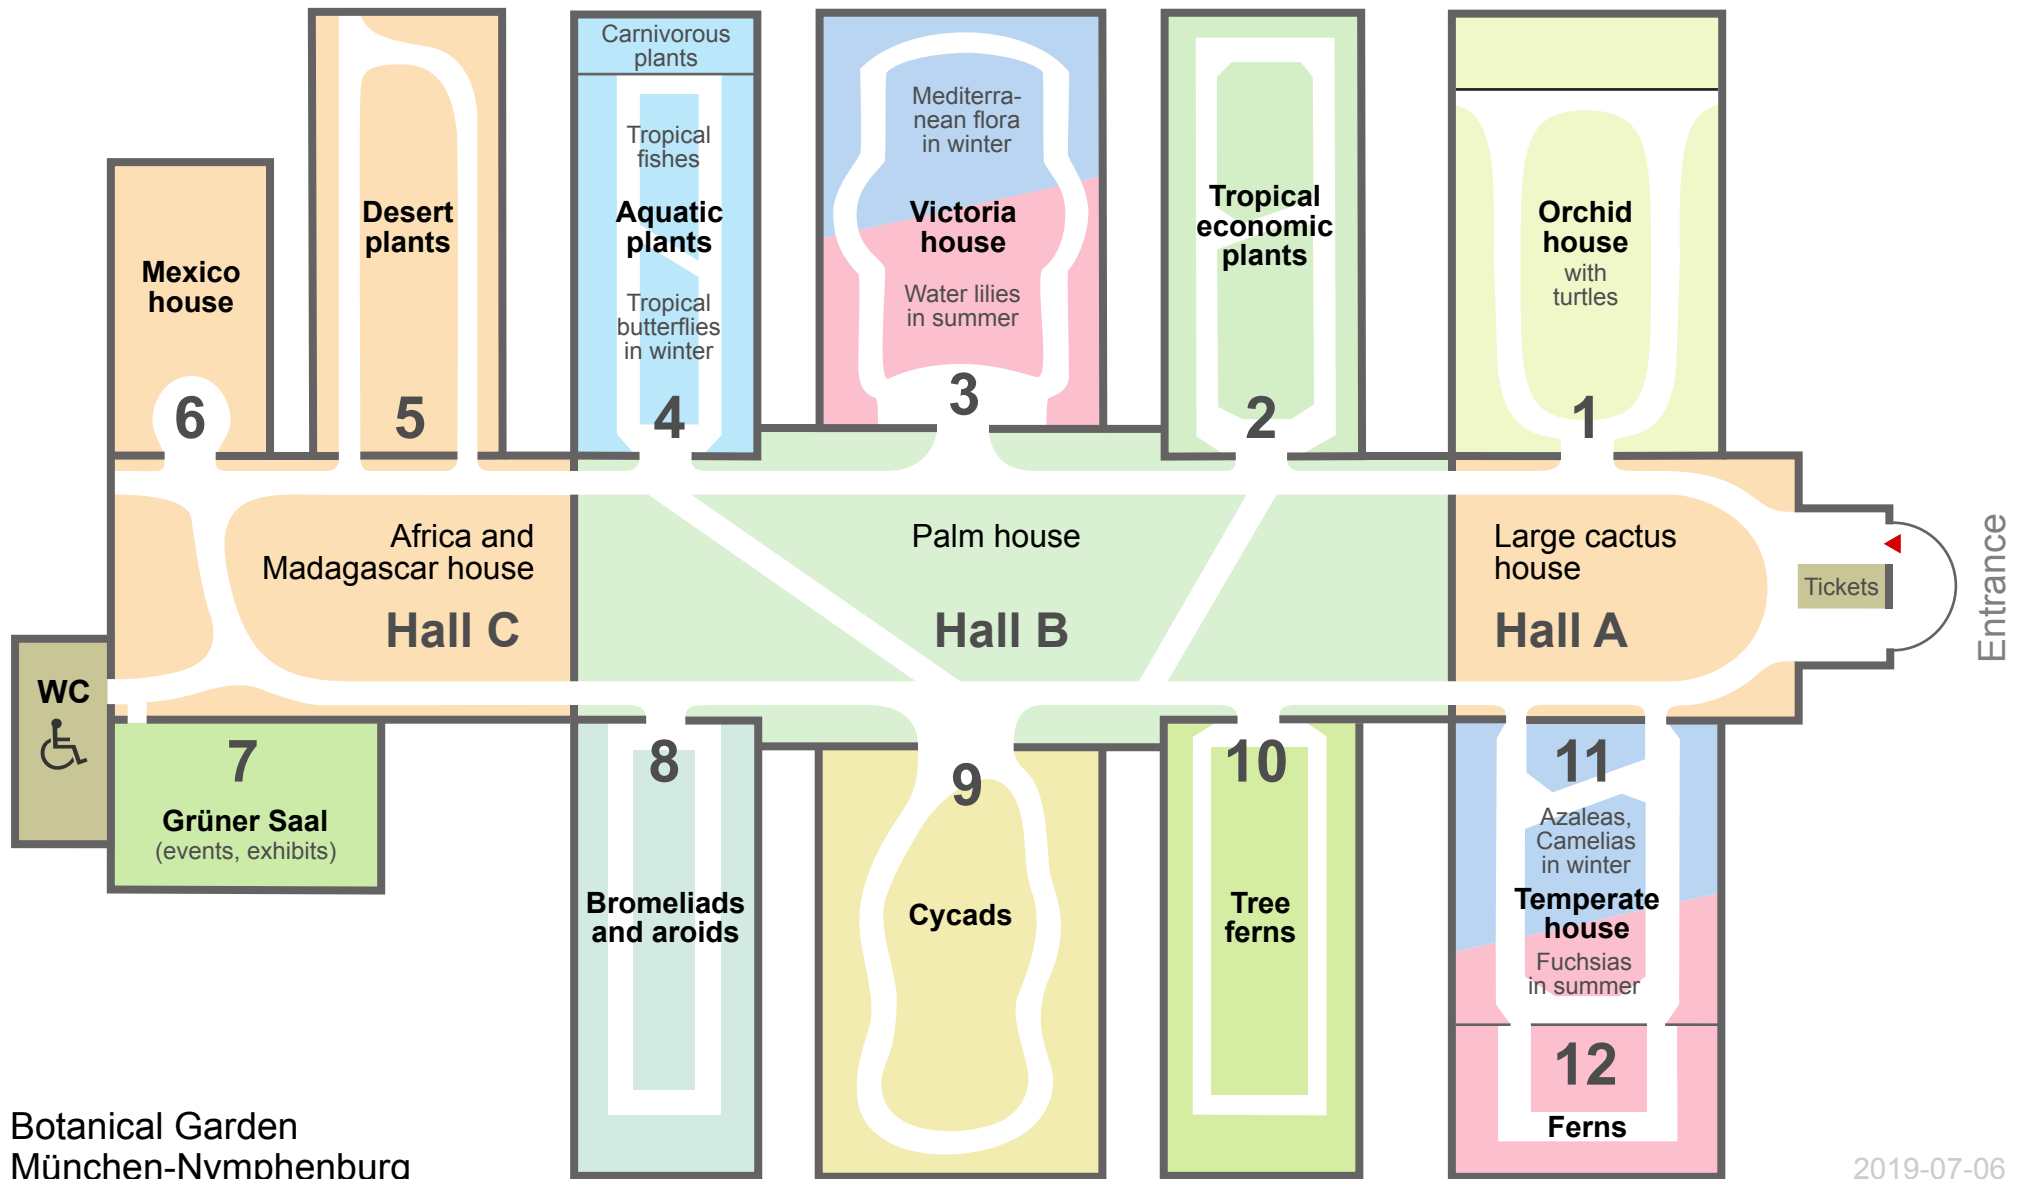 Carnivorous
plants
Tropical
fishes
Aquatic
plants
Tropical
butterflies
in winter
4
Mediterra-
nean flora
in winter
Victoria
house
Water lilies
in summer
3
Tropical
economic
plants
2
Orchid
house
with
turtles
1
Desert
plants
5
Mexico
house
6
Africa and
Madagascar house
Hall C
Palm house
Hall B
Large cactus
house
Hall A
Tickets
Entrance
WC
7
Grüner Saal
(events, exhibits)
8
Bromeliads
and aroids
9
Cycads
10
Tree
ferns
11
Azaleas,
Camelias
in winter
Temperate
house
Fuchsias
in summer
12
Ferns
Botanical Garden
München-Nymphenburg
2019-07-06